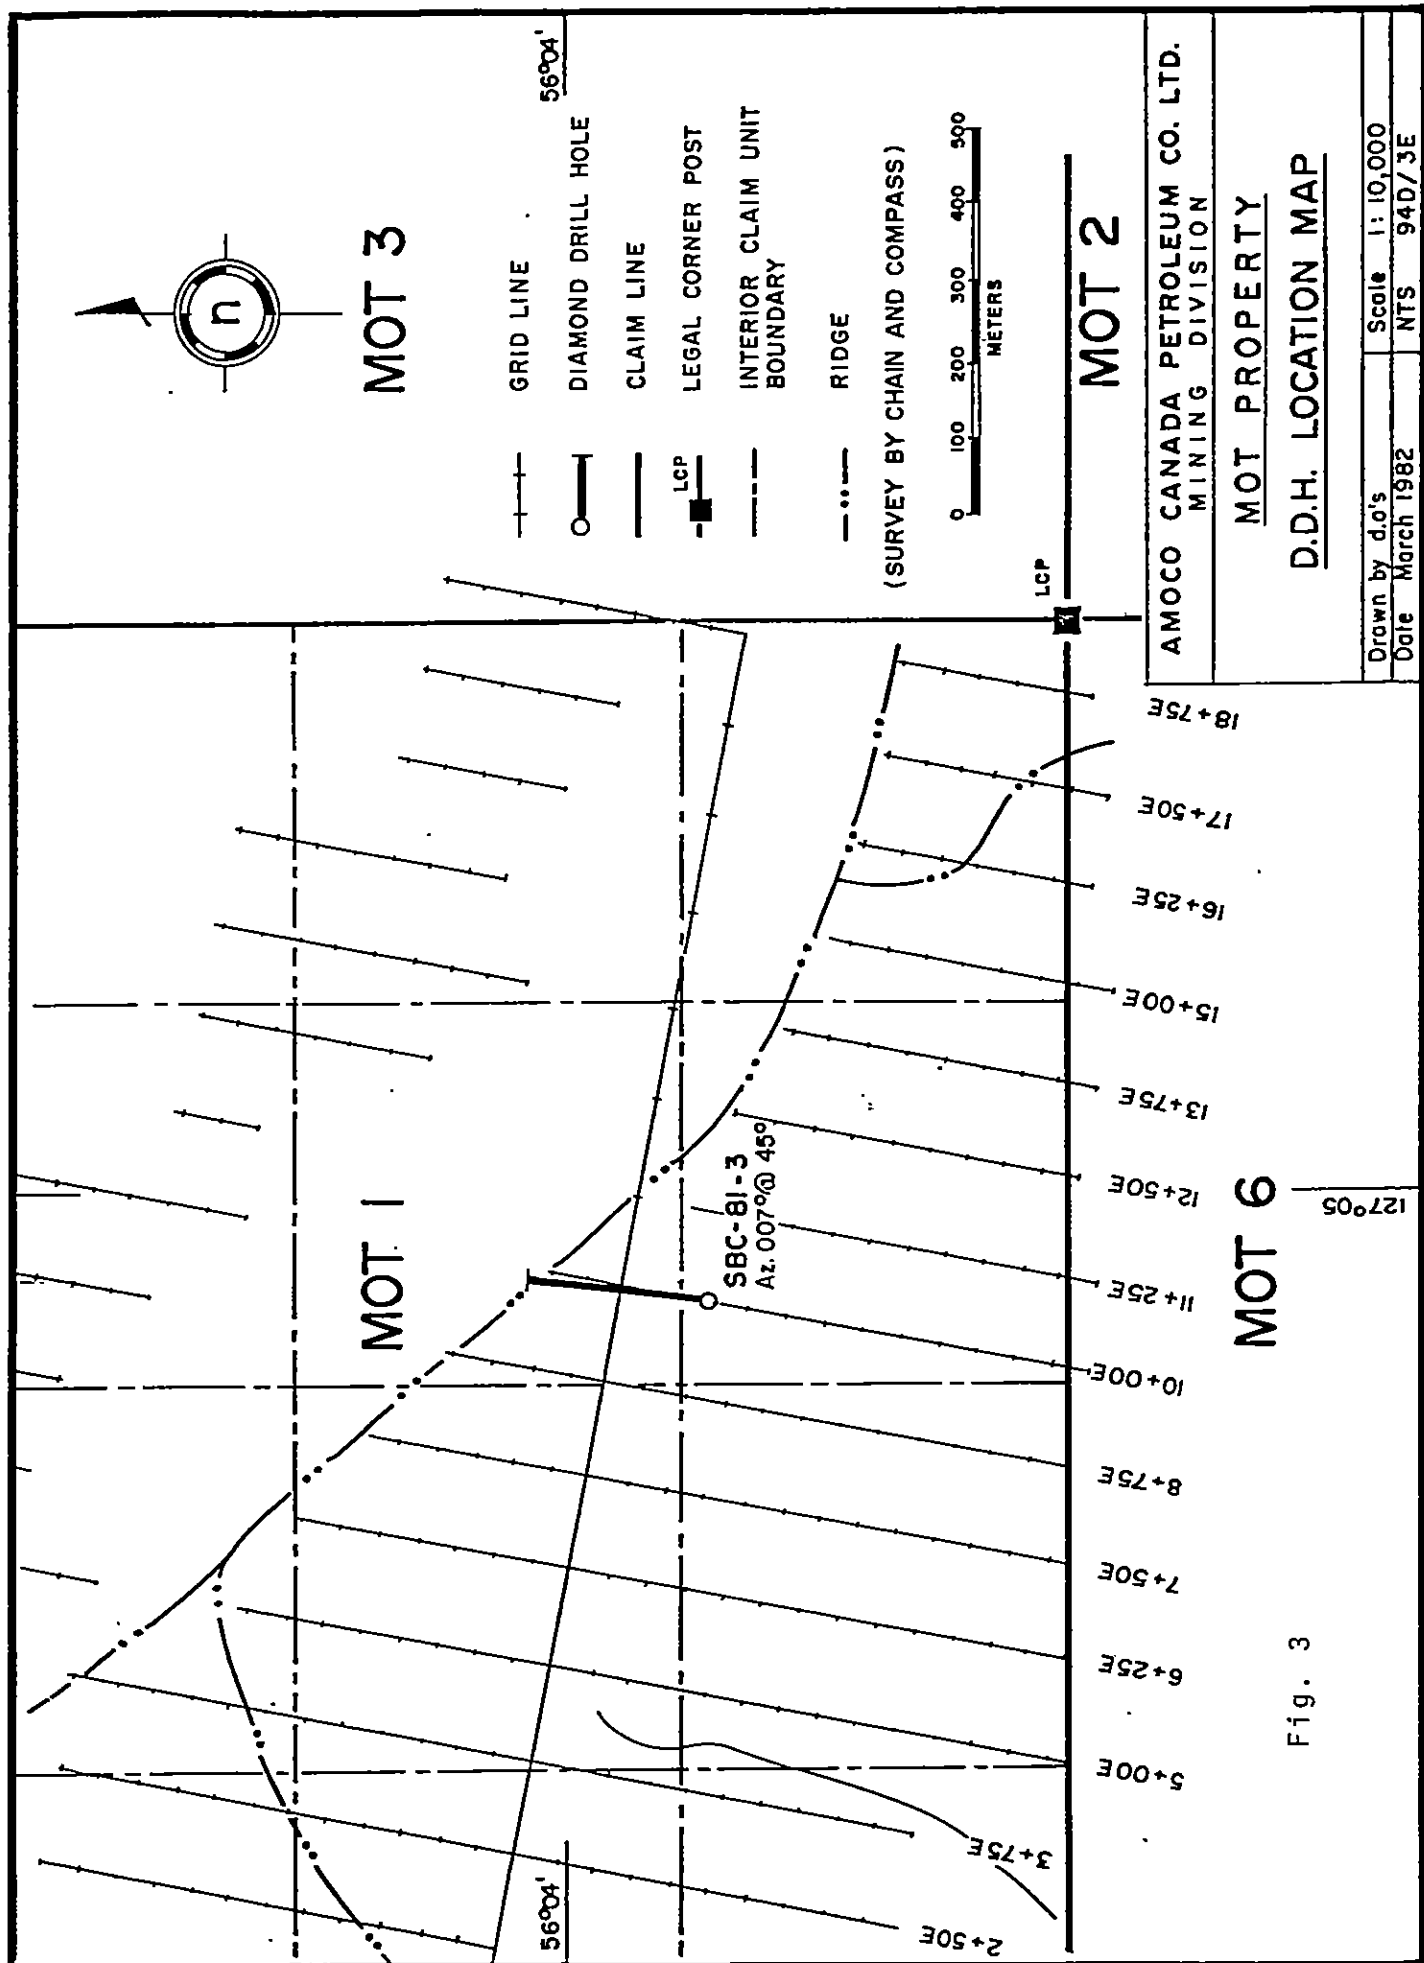 56°04'
n
MOT 3
GRID LINE
DIAMOND DRILL HOLE
CLAIM LINE
LCP
LEGAL CORNER POST
INTERIOR CLAIM UNIT
BOUNDARY
RIDGE
(SURVEY BY CHAIN AND COMPASS)
0 100 200 300 400 500
METERS
MOT 1
SBC-81-3
Az. 007° @ 45°
LCP
MOT 2
56°04'
2+50E
3+75E
5+00E
6+25E
7+50E
8+75E
10+00E
11+25E
12+50E
13+75E
15+00E
16+25E
17+50E
18+75E
MOT 6
127°05
Fig. 3
AMOCO CANADA PETROLEUM CO. LTD.
MINING DIVISION
MOT PROPERTY
D.D.H. LOCATION MAP
Drawn by d.o's
Scale 1:10,000
Date March 1982
NTS 94D/3E